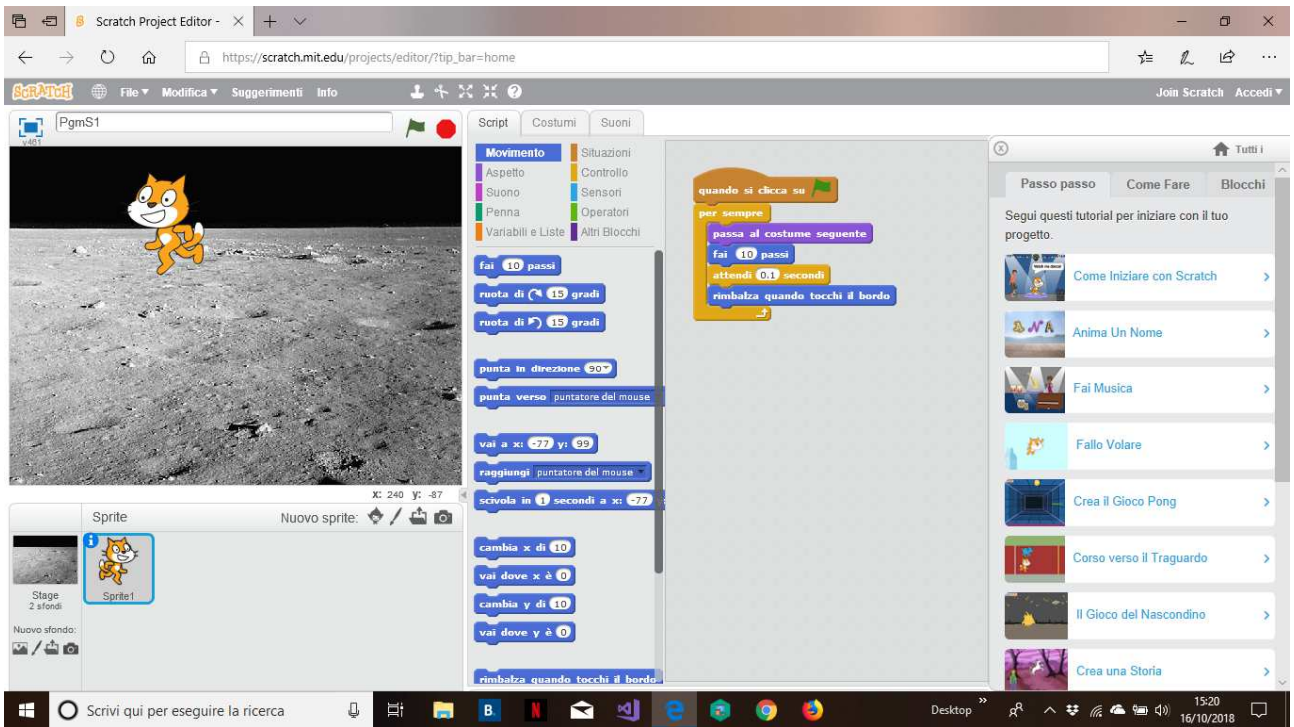 Scratch Project Editor -
https://scratch.mit.edu/projects/editor/?tip_bar=home
SCRATCH File Modifica Suggerimenti Info Join Scratch Accedi
PgmS1
v461
Script Costumi Suoni
Movimento Situazioni
Aspetto Controllo
Suono Sensori
Penna Operatori
Variabili e Liste Altri Blocchi
fai 10 passi
ruota di 15 gradi
ruota di 15 gradi
punta in direzione 90
punta verso puntatore del mouse
vai a x: -77 y: 99
raggiungi puntatore del mouse
scivola in 1 secondi a x: -77
cambia x di 10
vai dove x è 0
cambia y di 10
vai dove y è 0
rimbalza quando tocchi il bordo
quando si clicca su
per sempre
passa al costume seguente
fai 10 passi
attendi 0.1 secondi
rimbalza quando tocchi il bordo
X: 240 y: -87
Sprite Nuovo sprite:
Stage
2 sfondi
Sprite1
Nuovo sfondo:
Tutti i
Passo passo Come Fare Blocchi
Segui questi tutorial per iniziare con il tuo
progetto.
Come Iniziare con Scratch
Anima Un Nome
Fai Musica
Fallo Volare
Crea il Gioco Pong
Corso verso il Traguardo
Il Gioco del Nascondino
Crea una Storia
Scrivi qui per eseguire la ricerca
B.
N
Desktop
15:20
16/10/2018